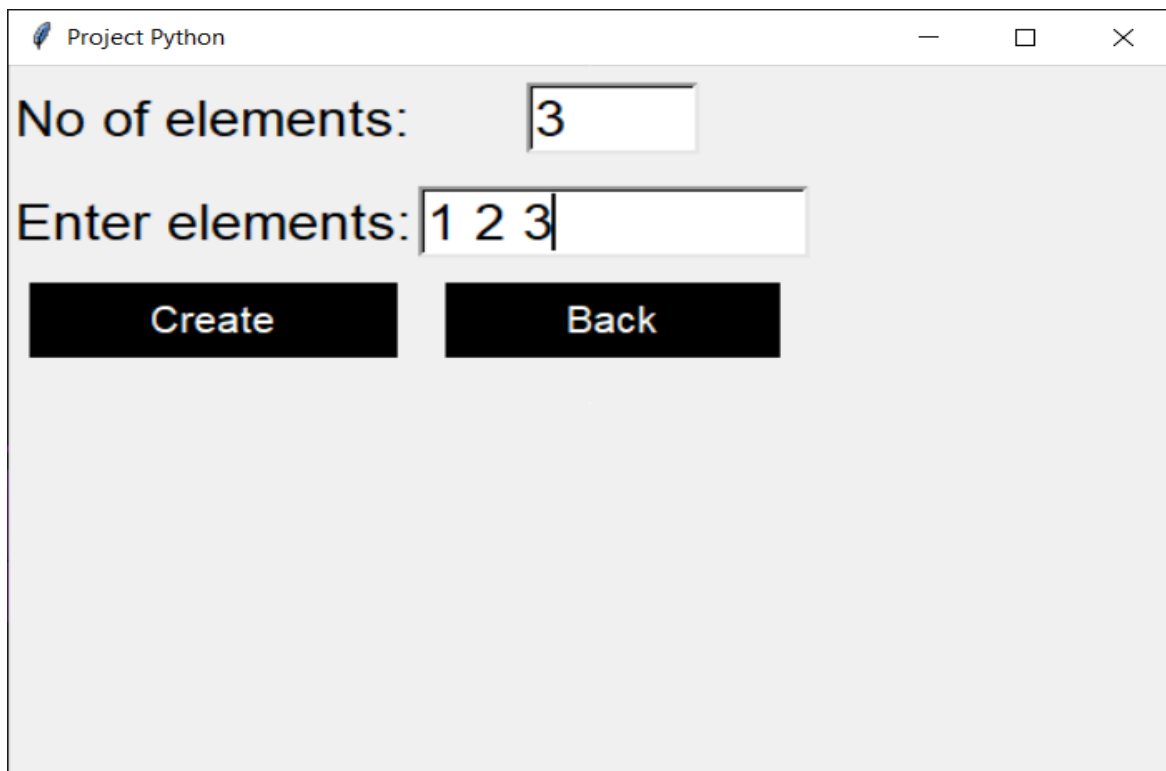 Project Python
No of elements: 3
Enter elements: 1 2 3
Create Back